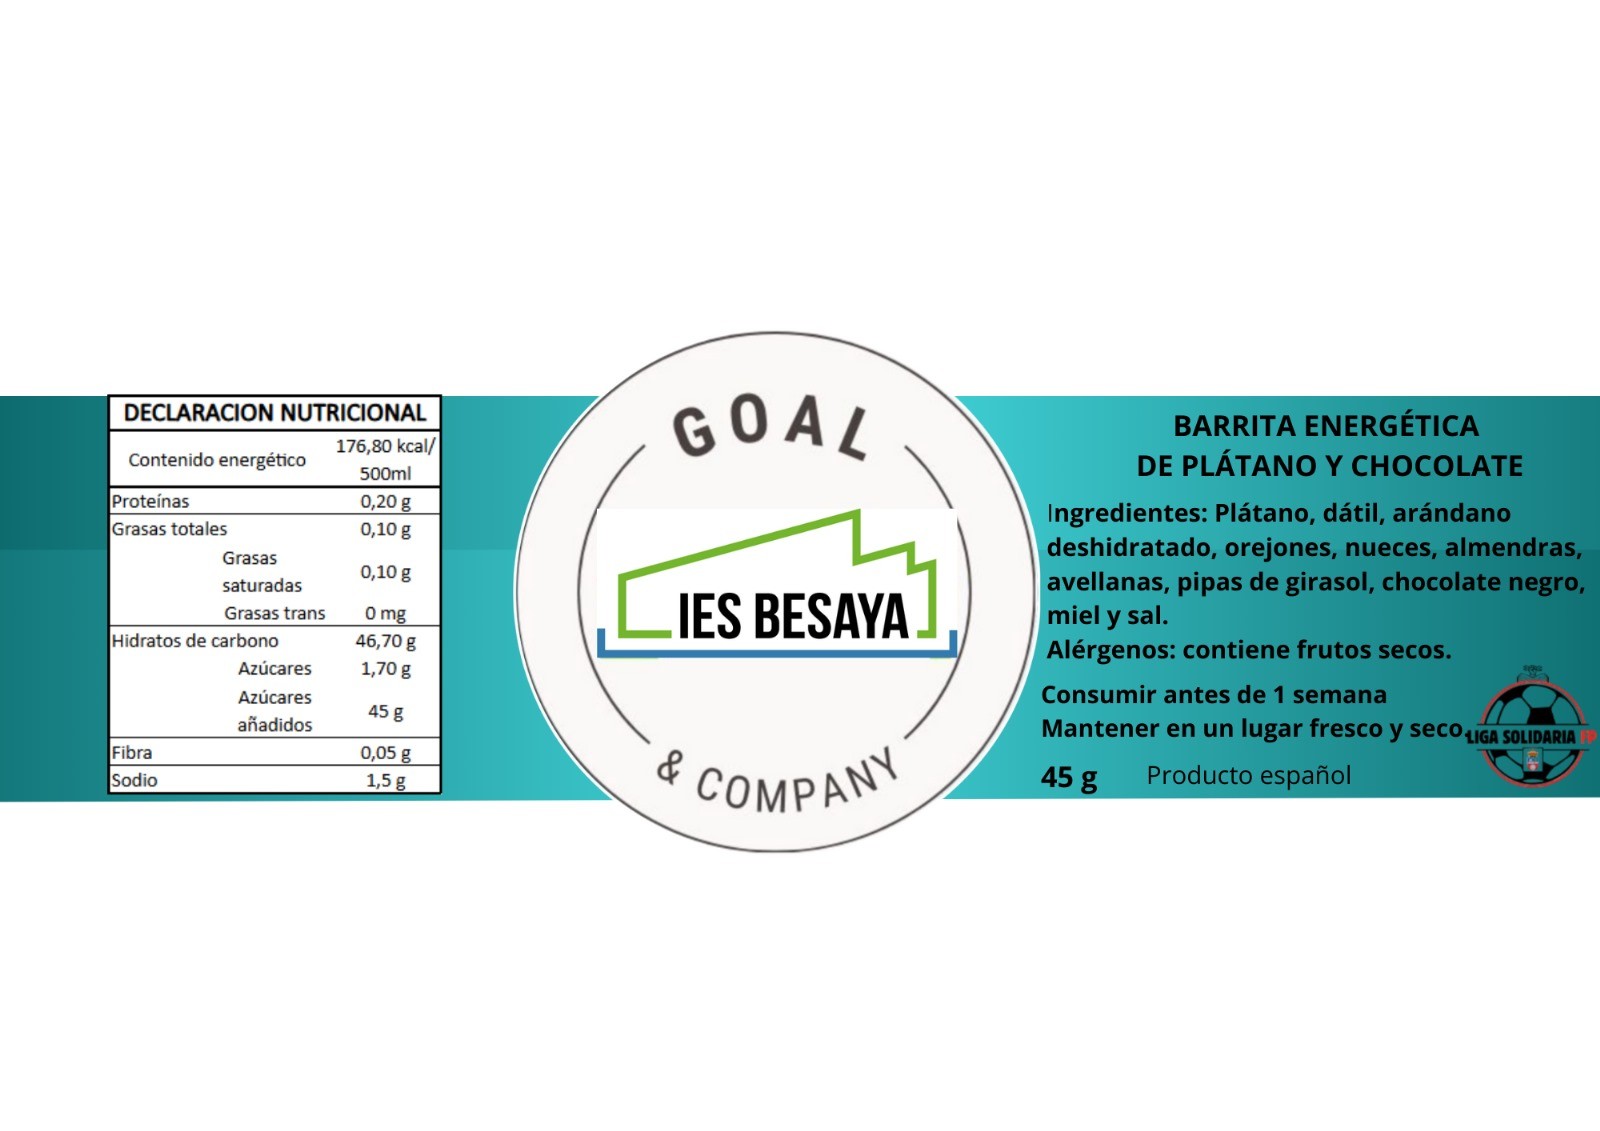 DECLARACION NUTRICIONAL
Contenido energético 176,80 kcal/
500ml
Proteínas 0,20 g
Grasas totales 0,10 g
Grasas
saturadas 0,10 g
Grasas trans 0 mg
Hidratos de carbono 46,70 g
Azúcares 1,70 g
Azúcares
añadidos 45 g
Fibra 0,05 g
Sodio 1,5 g
GOAL
IES BESAYA
& COMPANY
BARRITA ENERGÉTICA
DE PLÁTANO Y CHOCOLATE
Ingredientes: Plátano, dátil, arándano
deshidratado, orejones, nueces, almendras,
avellanas, pipas de girasol, chocolate negro,
miel y sal.
Alérgenos: contiene frutos secos.
Consumir antes de 1 semana
Mantener en un lugar fresco y seco.
LIGA SOLIDARIA FP
45 g Producto español